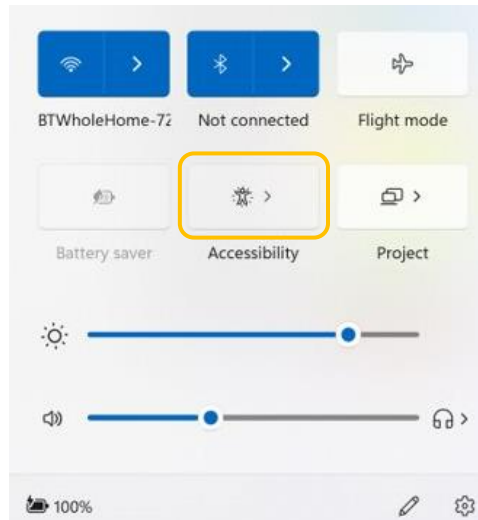 BTWholeHome-72
Not connected
Flight mode
Battery saver
Accessibility
Project
100%